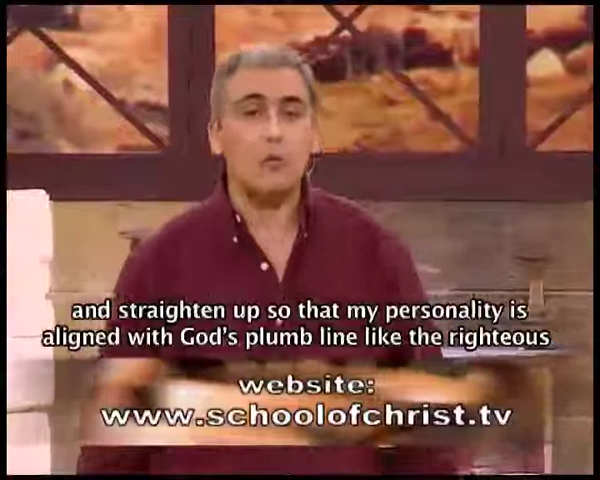 and straighten up so that my personality is
aligned with God's plumb line like the righteous
website:
www.schoolofchrist.tv